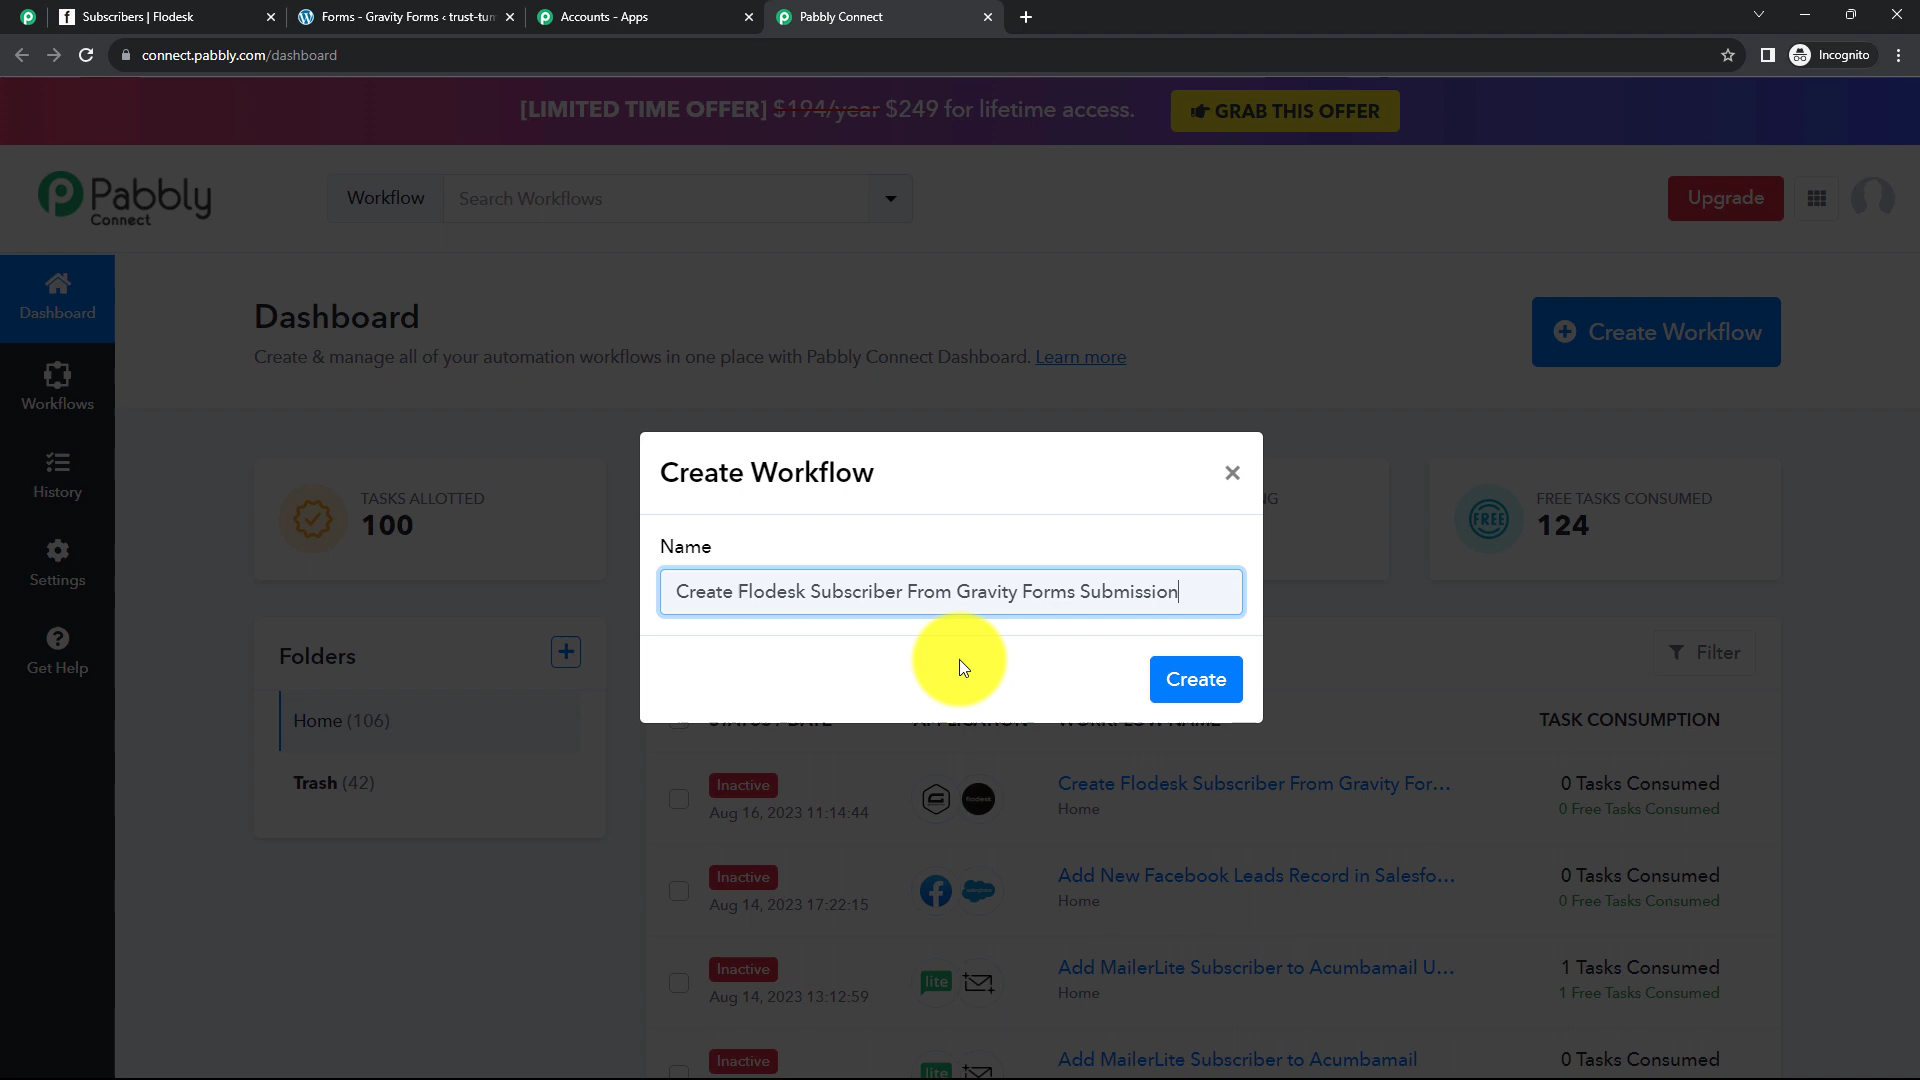 Subscribers | Flodesk
Forms - Gravity Forms ‹ trust-tum
Accounts - Apps
Pabbly Connect
connect.pabbly.com/dashboard
Incognito
[LIMITED TIME OFFER] $194/year $249 for lifetime access.
GRAB THIS OFFER
Pabbly
Connect
Workflow
Search Workflows
Upgrade
Dashboard
Workflows
History
Settings
Get Help
Dashboard
Create & manage all of your automation workflows in one place with Pabbly Connect Dashboard. Learn more
Create Workflow
TASKS ALLOTTED
100
FREE TASKS CONSUMED
FREE
124
Create Workflow
Name
Create Flodesk Subscriber From Gravity Forms Submission
Create
Folders
Home (106)
Trash (42)
Filter
TASK CONSUMPTION
Inactive
Aug 16, 2023 11:14:44
flodesk
Create Flodesk Subscriber From Gravity For...
Home
0 Tasks Consumed
0 Free Tasks Consumed
Inactive
Aug 14, 2023 17:22:15
Add New Facebook Leads Record in Salesfo...
Home
0 Tasks Consumed
0 Free Tasks Consumed
Inactive
Aug 14, 2023 13:12:59
lite
Add MailerLite Subscriber to Acumbamail U...
Home
1 Tasks Consumed
1 Free Tasks Consumed
Inactive
lite
Add MailerLite Subscriber to Acumbamail
0 Tasks Consumed